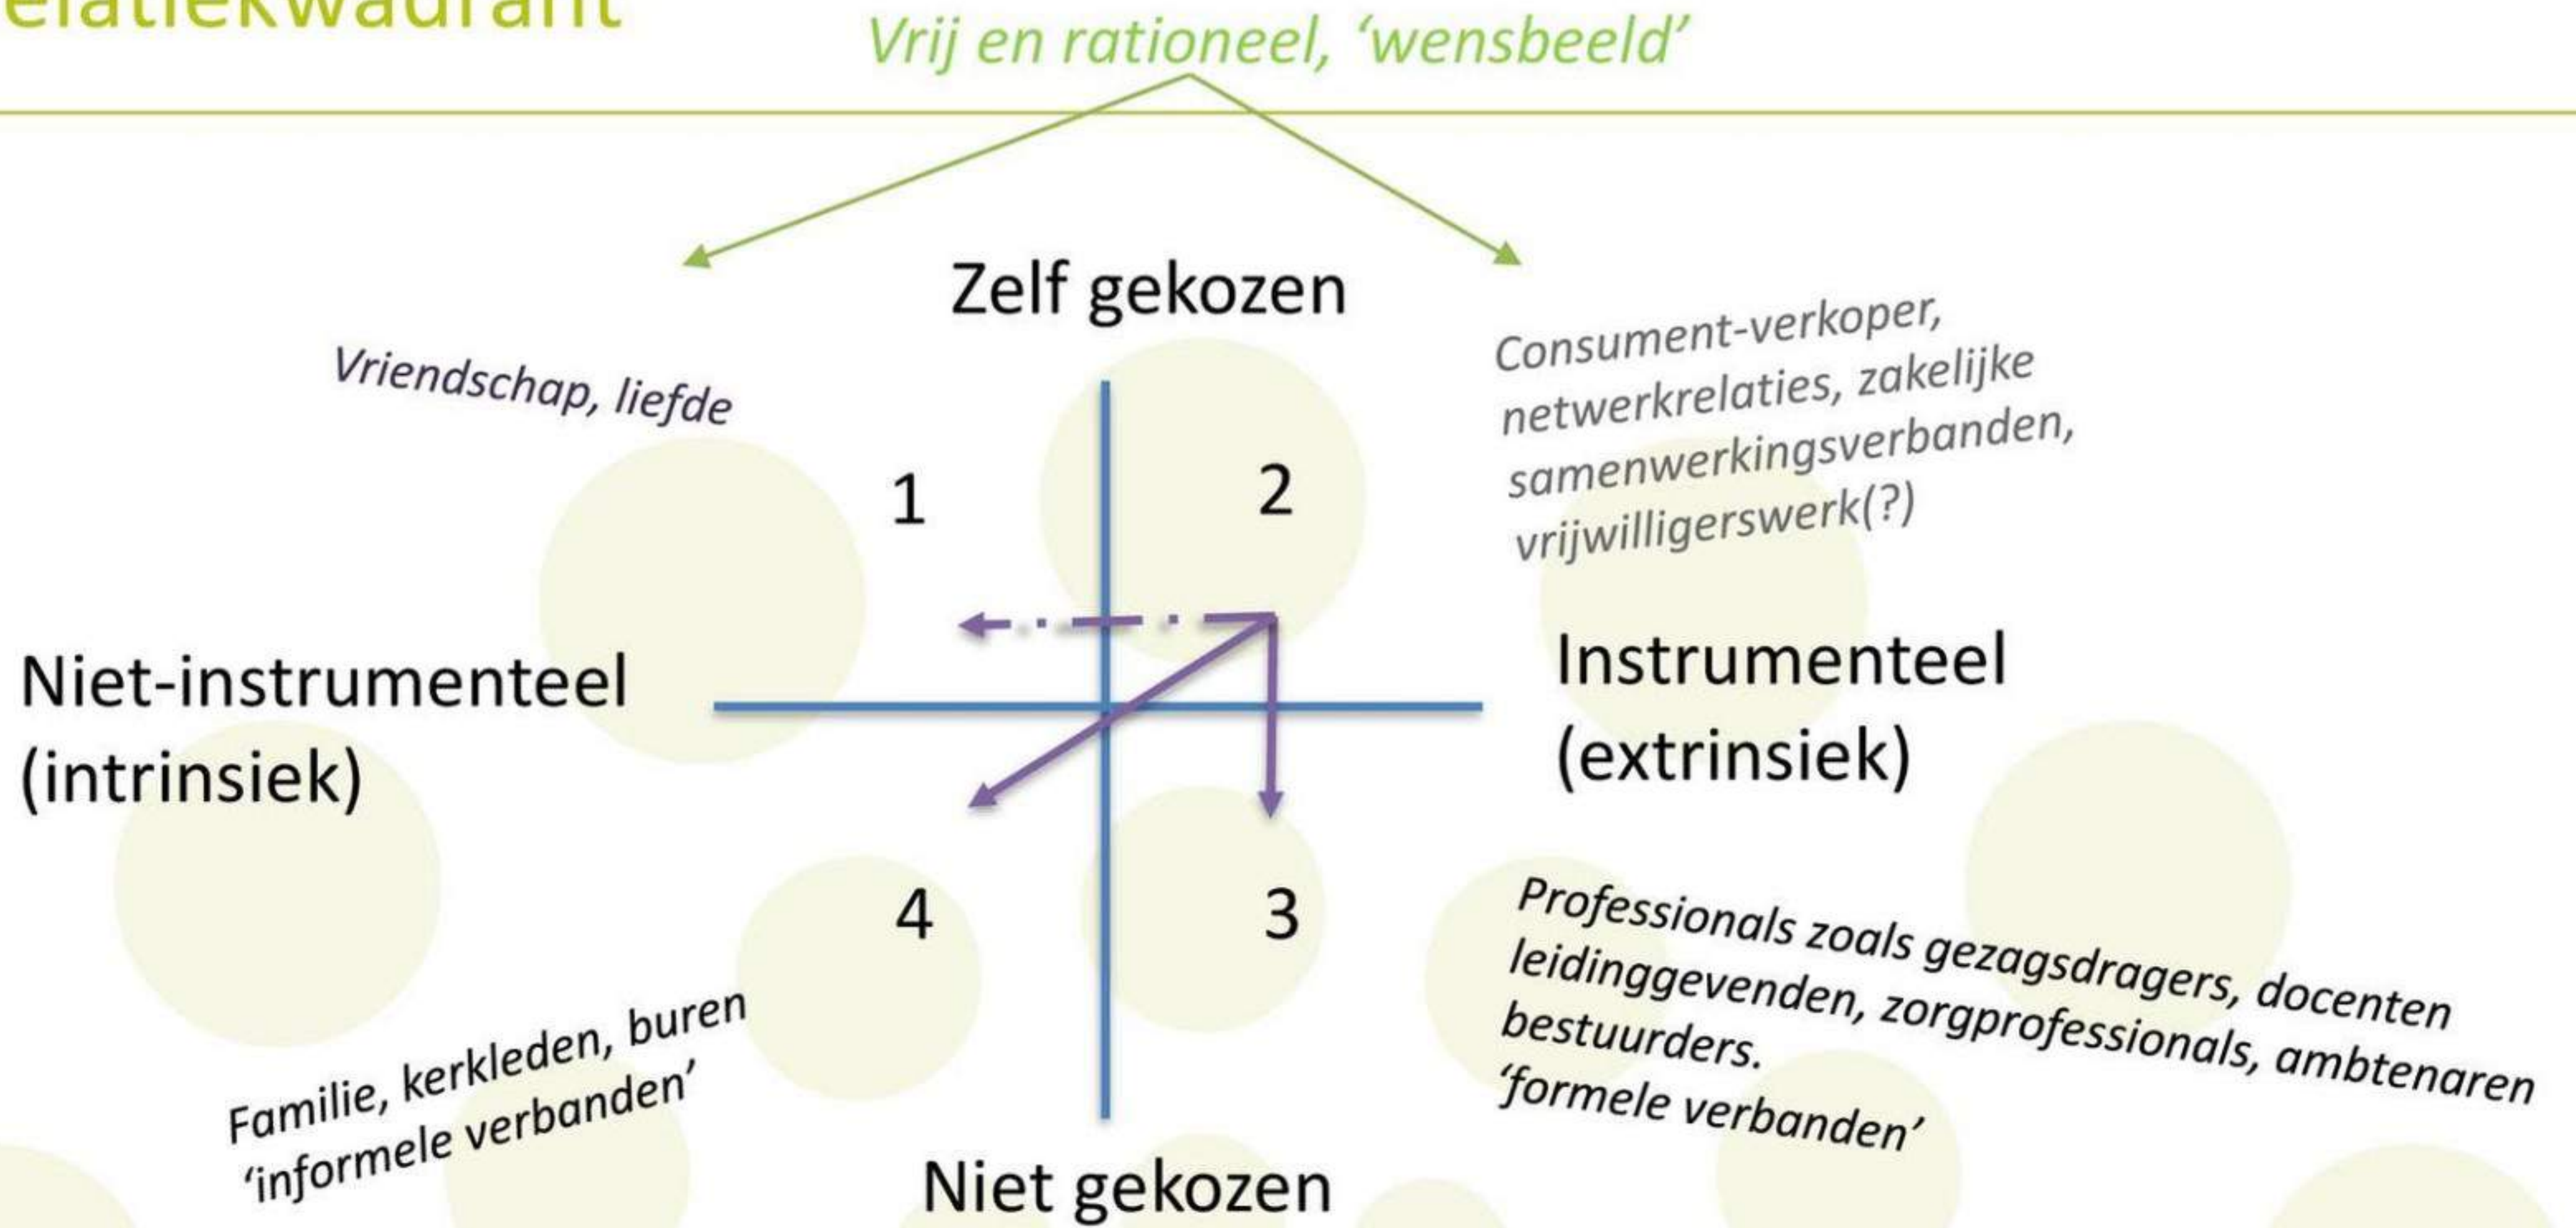 elatiekwadrant
Vrij en rationeel, ‘wensbeeld’
Zelf gekozen
Vriendschap, liefde
Consument-verkoper,
netwerkrelaties, zakelijke
samenwerkingsverbanden,
vrijwilligerswerk(?)
1
2
Niet-instrumenteel
(intrinsiek)
Instrumenteel
(extrinsiek)
4
3
Familie, kerkleden, buren
‘informele verbanden’
Professionals zoals gezagsdragers, docenten
leidinggevenden, zorgprofessionals, ambtenaren
bestuurders.
‘formele verbanden’
Niet gekozen